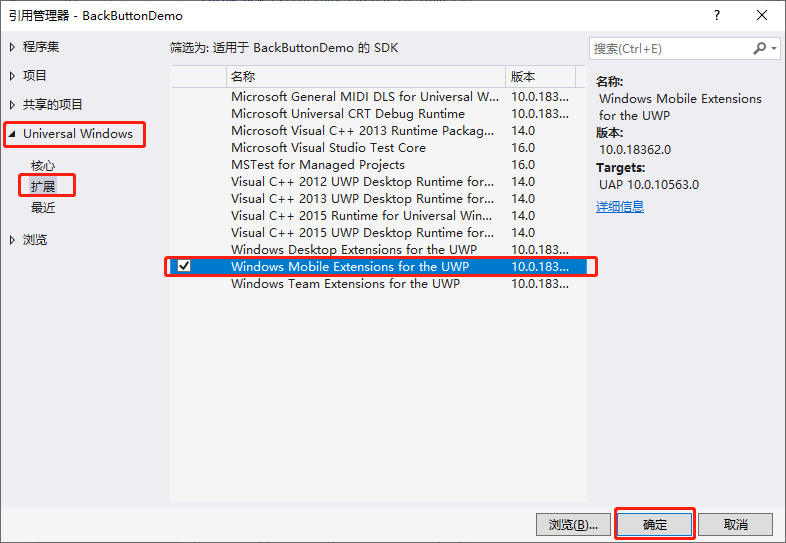 引用管理器 - BackButtonDemo
程序集
项目
共享的项目
Universal Windows
核心
扩展
最近
浏览
筛选为: 适用于 BackButtonDemo 的 SDK
名称 版本
Microsoft General MIDI DLS for Universal W... 10.0.183...
Microsoft Universal CRT Debug Runtime 10.0.183...
Microsoft Visual C++ 2013 Runtime Packag... 14.0
Microsoft Visual Studio Test Core 16.0
MSTest for Managed Projects 16.0
Visual C++ 2012 UWP Desktop Runtime for... 14.0
Visual C++ 2013 UWP Desktop Runtime for... 14.0
Visual C++ 2015 Runtime for Universal Win... 14.0
Visual C++ 2015 UWP Desktop Runtime for... 14.0
Windows Desktop Extensions for the UWP 10.0.183...
Windows Mobile Extensions for the UWP 10.0.183...
Windows Team Extensions for the UWP 10.0.183...
搜索(Ctrl+E)
名称:
Windows Mobile Extensions
for the UWP
版本:
10.0.18362.0
Targets:
UAP 10.0.10563.0
详细信息
浏览(B)... 确定 取消